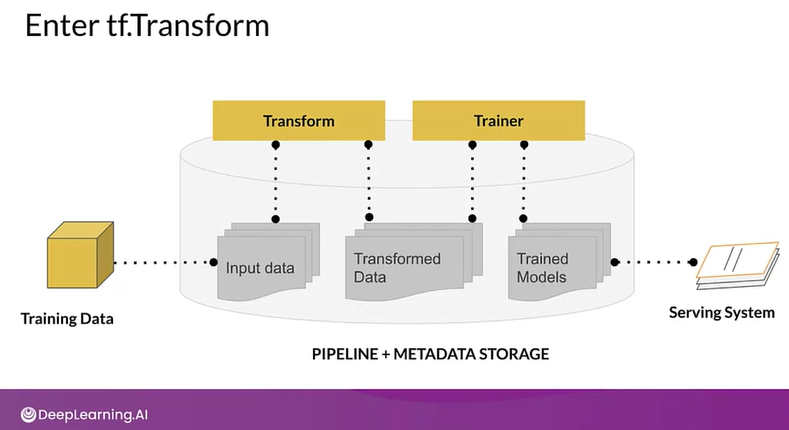 Enter tf.Transform
Transform
Trainer
Input data
Transformed
Data
Trained
Models
Training Data
Serving System
PIPELINE + METADATA STORAGE
DeepLearning.AI